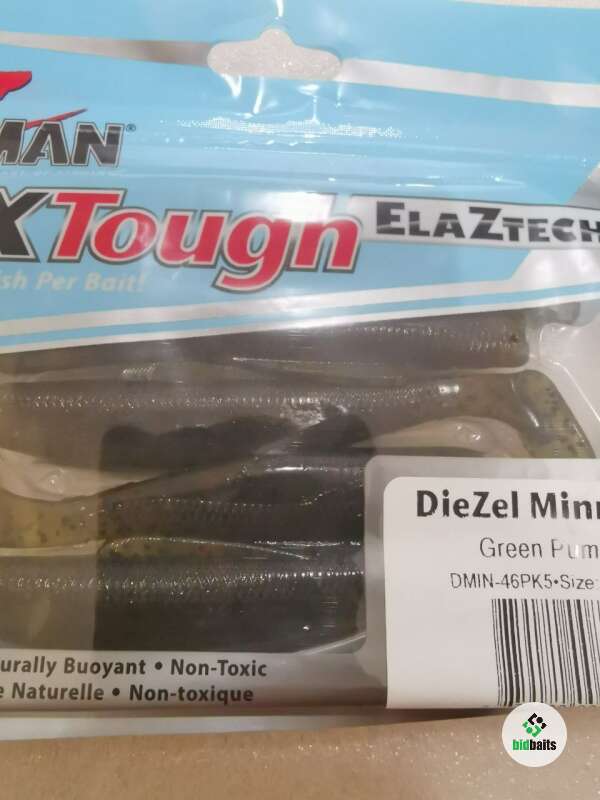 MAN®
XTough ELAZTECH
sh Per Bait!
DieZel Minn
Green Pum
DMIN-46PK5•Size:
urally Buoyant • Non-Toxic
e Naturelle • Non-toxique
bidbaits